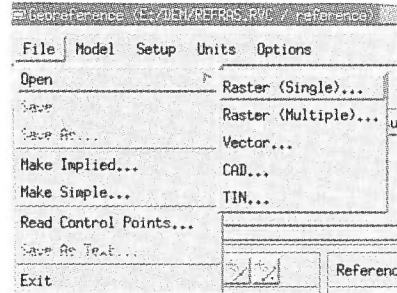 Georeference (E:/DEM/REFRAS.RVC / reference)
File Model Setup Units Options
Open
Save
Save As...
Make Implied...
Make Simple...
Read Control Points...
Save As Text...
Exit
Raster (Single)...
Raster (Multiple)...
Vector...
CAD...
TIN...
Referenc